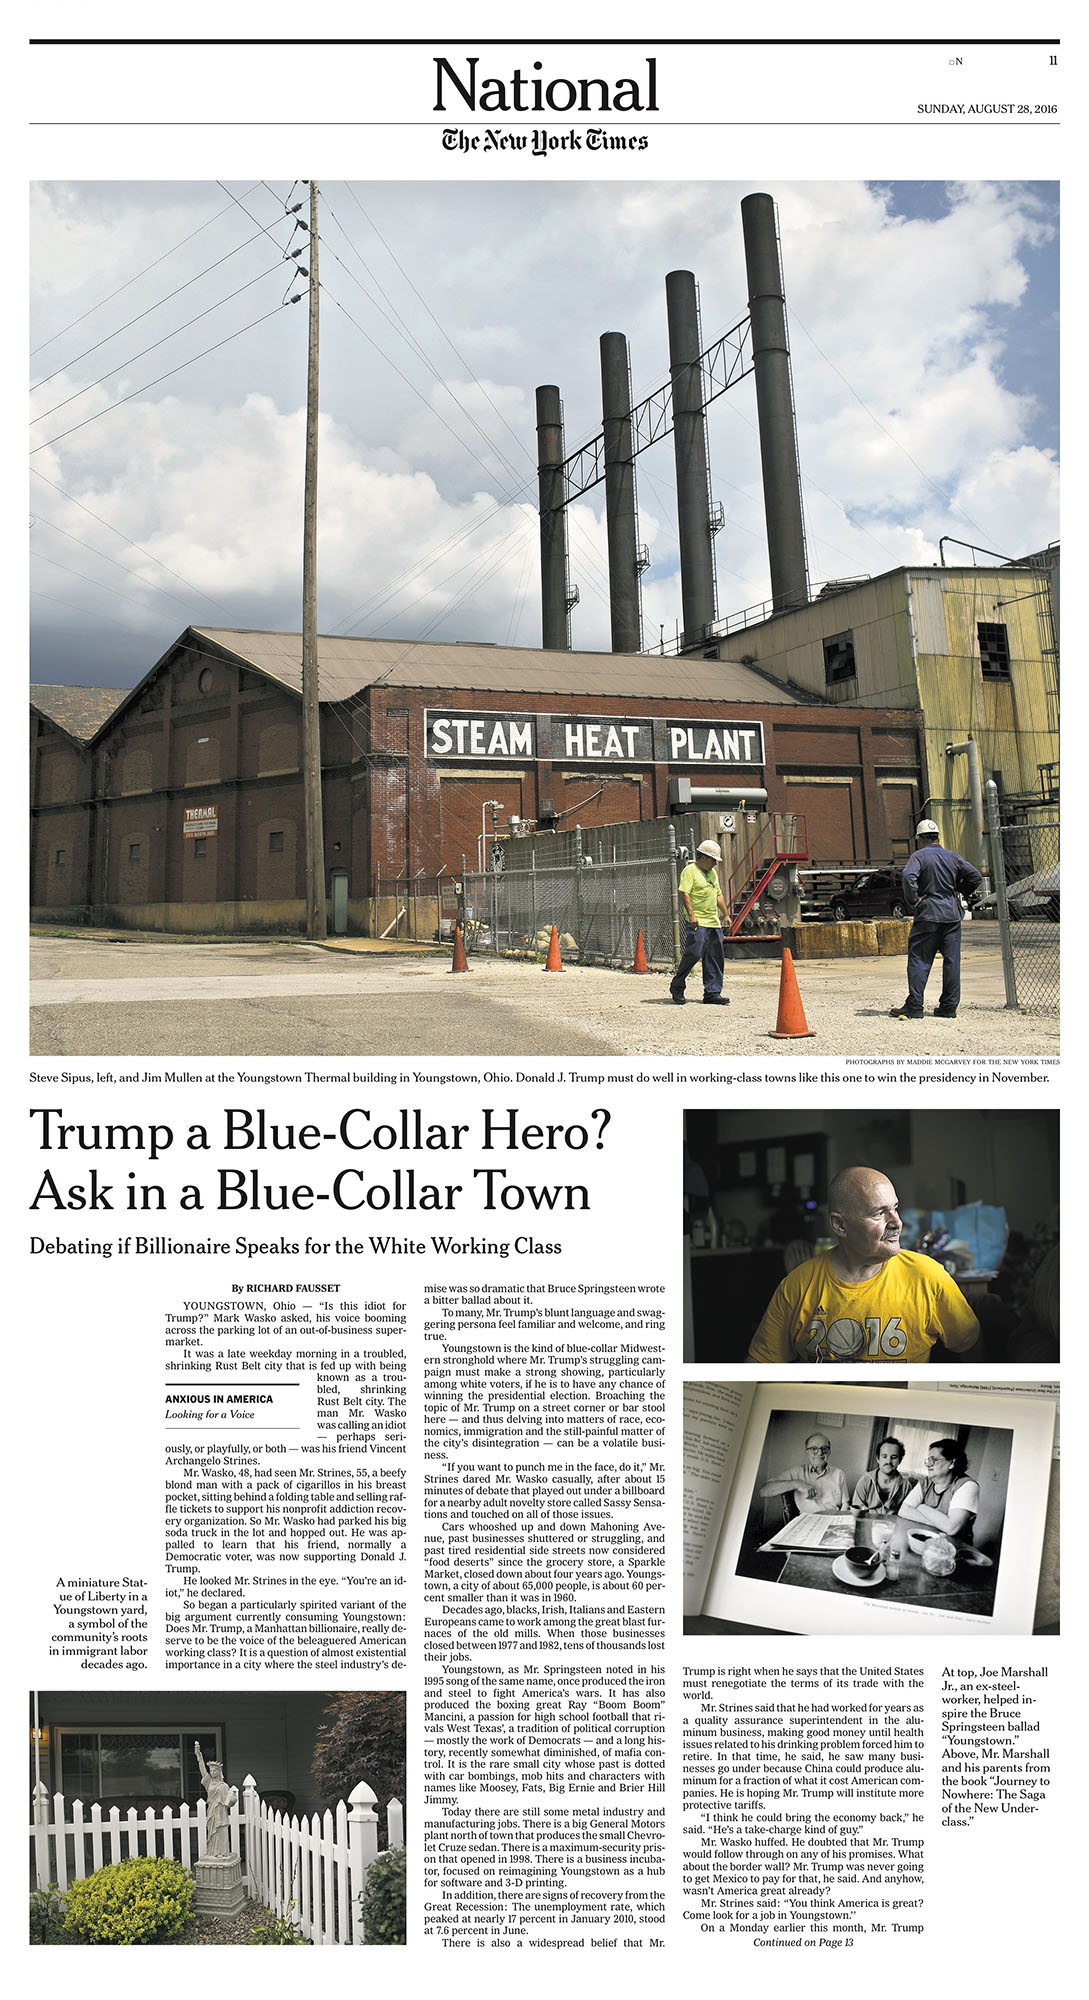 National
N
11
SUNDAY, AUGUST 28, 2016
The New York Times
STEAM HEAT PLANT
THERMAL
PHOTOGRAPHS BY MADDIE MCGARVEY FOR THE NEW YORK TIMES
Steve Sipus, left, and Jim Mullen at the Youngstown Thermal building in Youngstown, Ohio. Donald J. Trump must do well in working-class towns like this one to win the presidency in November.
Trump a Blue-Collar Hero?
Ask in a Blue-Collar Town
Debating if Billionaire Speaks for the White Working Class
By RICHARD FAUSSET
YOUNGSTOWN, Ohio — “Is this idiot for
Trump?” Mark Wasko asked, his voice booming
across the parking lot of an out-of-business super-
market.
It was a late weekday morning in a troubled,
shrinking Rust Belt city that is fed up with being
known as a trou-
bled, shrinking
Rust Belt city. The
man Mr. Wasko
was calling an idiot
— perhaps seri-
ANXIOUS IN AMERICA
Looking for a Voice
ously, or playfully, or both — was his friend Vincent
Archangelo Strines.
Mr. Wasko, 48, had seen Mr. Strines, 55, a beefy
blond man with a pack of cigarillos in his breast
pocket, sitting behind a folding table and selling raf-
fle tickets to support his nonprofit addiction recov-
ery organization. So Mr. Wasko had parked his big
soda truck in the lot and hopped out. He was ap-
palled to learn that his friend, normally a
Democratic voter, was now supporting Donald J.
Trump.
He looked Mr. Strines in the eye. “You’re an id-
iot,” he declared.
So began a particularly spirited variant of the
big argument currently consuming Youngstown:
Does Mr. Trump, a Manhattan billionaire, really de-
serve to be the voice of the beleaguered American
working class? It is a question of almost existential
importance in a city where the steel industry’s de-
A miniature Stat-
ue of Liberty in a
Youngstown yard,
a symbol of the
community’s roots
in immigrant labor
decades ago.
mise was so dramatic that Bruce Springsteen wrote
a bitter ballad about it.
To many, Mr. Trump’s blunt language and swag-
gering persona feel familiar and welcome, and ring
true.
Youngstown is the kind of blue-collar Midwest-
ern stronghold where Mr. Trump’s struggling cam-
paign must make a strong showing, particularly
among white voters, if he is to have any chance of
winning the presidential election. Broaching the
topic of Mr. Trump on a street corner or bar stool
here — and thus delving into matters of race, eco-
nomics, immigration and the still-painful matter of
the city’s disintegration — can be a volatile busi-
ness.
“If you want to punch me in the face, do it,” Mr.
Strines dared Mr. Wasko casually, after about 15
minutes of debate that played out under a billboard
for a nearby adult novelty store called Sassy Sensa-
tions and touched on all of those issues.
Cars whooshed up and down Mahoning Ave-
nue, past businesses shuttered or struggling, and
past tired residential side streets now considered
“food deserts” since the grocery store, a Sparkle
Market, closed down about four years ago. Youngs-
town, a city of about 65,000 people, is about 60 per-
cent smaller than it was in 1960.
Decades ago, blacks, Irish, Italians and Eastern
Europeans came to work among the great blast fur-
naces of the old mills. When those businesses
closed between 1977 and 1982, tens of thousands lost
their jobs.
Youngstown, as Mr. Springsteen noted in his
1995 song of the same name, once produced the iron
and steel to fight America’s wars. It has also
produced the boxing great Ray “Boom Boom”
Mancini, a passion for high school football that ri-
vals West Texas’, a tradition of political corruption
— mostly the work of Democrats — and a long his-
tory, recently somewhat diminished, of mafia con-
trol. It is the rare small city whose past is dotted
with car bombings, mob hits and characters with
names like Moosey, Fats, Big Ernie and Brier Hill
Jimmy.
Today there are still some metal industry and
manufacturing jobs. There is a big General Motors
plant north of town that produces the small Chevro-
let Cruze sedan. There is a maximum-security pris-
on that opened in 1998. There is a business incuba-
tor, focused on reimagining Youngstown as a hub
for software and 3-D printing.
In addition, there are signs of recovery from the
Great Recession: The unemployment rate, which
peaked at nearly 17 percent in January 2010, stood
at 7.6 percent in June.
There is also a widespread belief that Mr.
adidas
2016
Trump is right when he says that the United States
must renegotiate the terms of its trade with the
world.
Mr. Strines said that he had worked for years as
a quality assurance superintendent in the alu-
minum business, making good money until health
issues related to his drinking problem forced him to
retire. In that time, he said, he saw many busi-
nesses go under because China could produce alu-
minum for a fraction of what it cost American com-
panies. He is hoping Mr. Trump will institute more
protective tariffs.
“I think he could bring the economy back,” he
said. “He’s a take-charge kind of guy.”
Mr. Wasko huffed. He doubted that Mr. Trump
would follow through on any of his promises. What
about the border wall? Mr. Trump was never going
to get Mexico to pay for that, he said. And anyhow,
wasn’t America great already?
Mr. Strines said: “You think America is great?
Come look for a job in Youngstown.”
On a Monday earlier this month, Mr. Trump
Continued on Page 13
At top, Joe Marshall
Jr., an ex-steel-
worker, helped in-
spire the Bruce
Springsteen ballad
“Youngstown.”
Above, Mr. Marshall
and his parents from
the book “Journey to
Nowhere: The Saga
of the New Under-
class.”